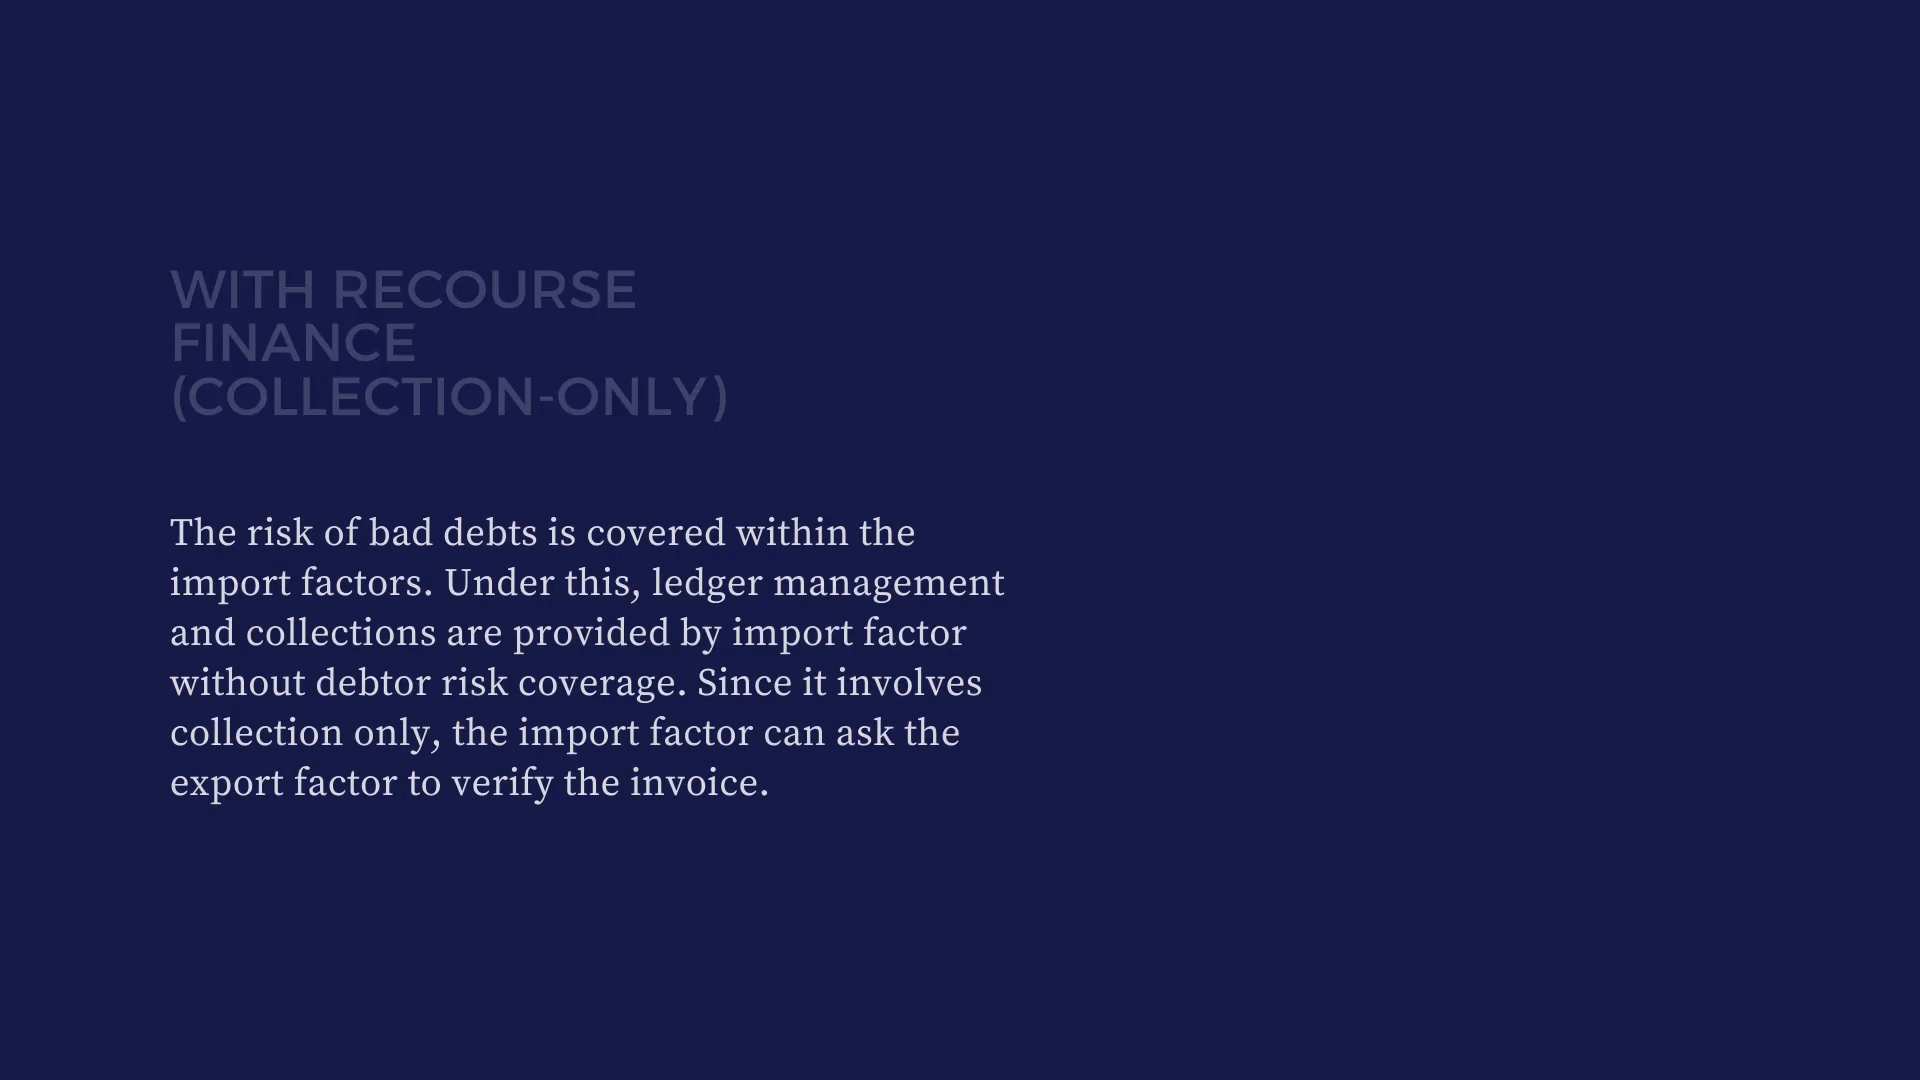 WITH RECOURSE
FINANCE
(COLLECTION-ONLY)
The risk of bad debts is covered within the
import factors. Under this, ledger management
and collections are provided by import factor
without debtor risk coverage. Since it involves
collection only, the import factor can ask the
export factor to verify the invoice.